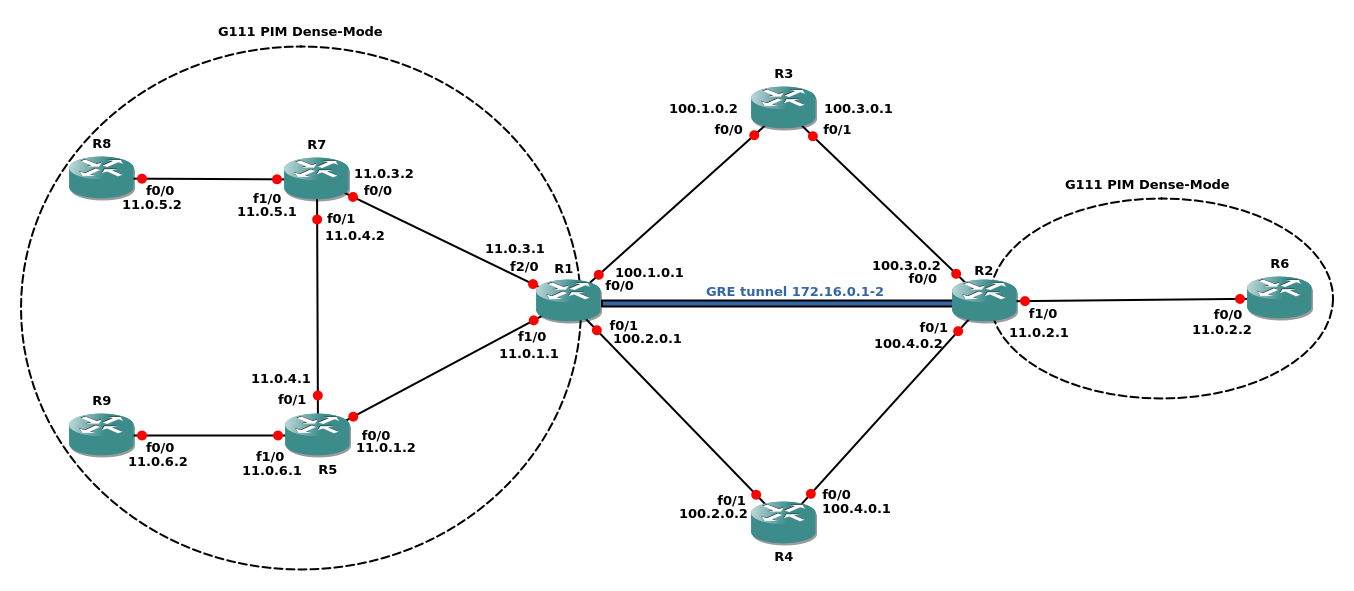 G111 PIM Dense-Mode
R3
100.1.0.2
100.3.0.1
f0/0
f0/1
R8
R7
11.0.3.2
f0/0
f0/0
11.0.5.2
f1/0
11.0.5.1
f0/1
11.0.4.2
G111 PIM Dense-Mode
11.0.3.1
f2/0
R1
100.1.0.1
f0/0
GRE tunnel 172.16.0.1-2
100.3.0.2
f0/0
R2
R6
f0/1
100.2.0.1
f1/0
11.0.1.1
f0/1
100.4.0.2
f1/0
11.0.2.1
f0/0
11.0.2.2
11.0.4.1
f0/1
R9
f0/0
11.0.6.2
f1/0
11.0.6.1
R5
f0/0
11.0.1.2
f0/1
100.2.0.2
f0/0
100.4.0.1
R4